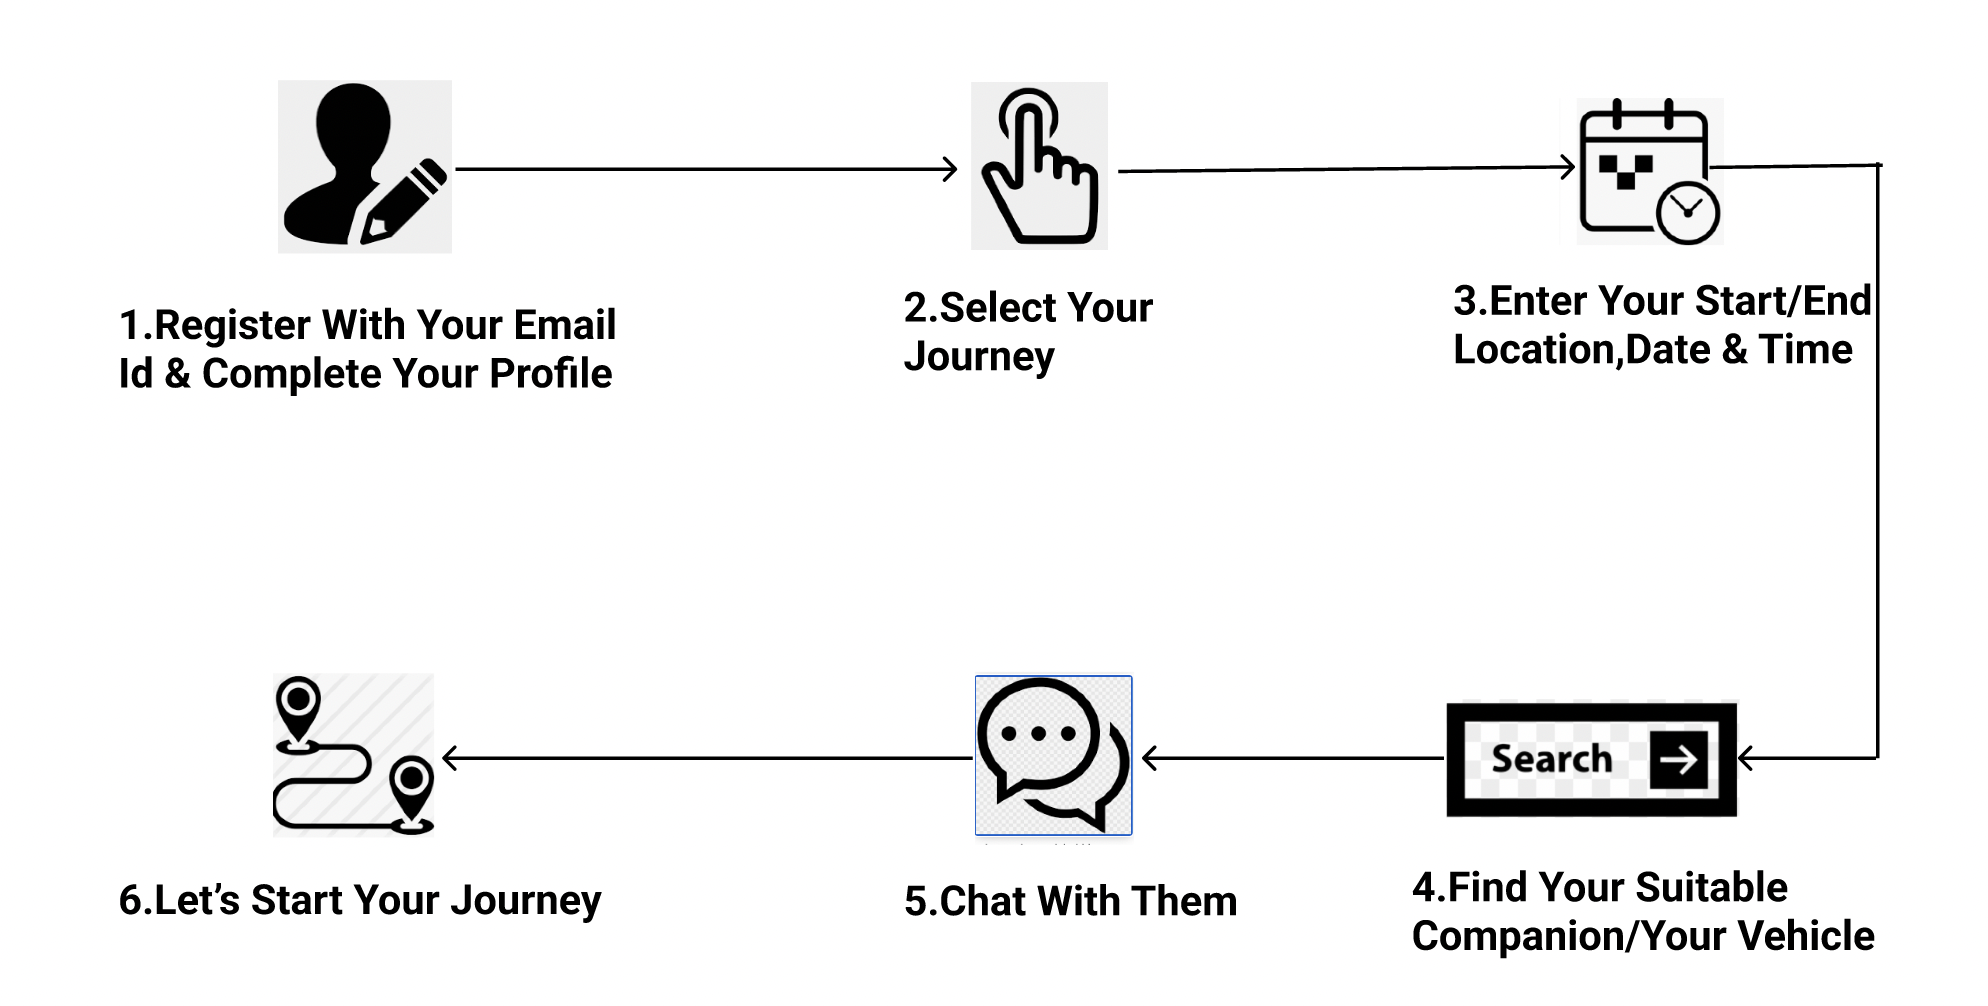 1.Register With Your Email
Id & Complete Your Profile
2.Select Your
Journey
3.Enter Your Start/End
Location,Date & Time
Search
4.Find Your Suitable
Companion/Your Vehicle
5.Chat With Them
6.Let’s Start Your Journey